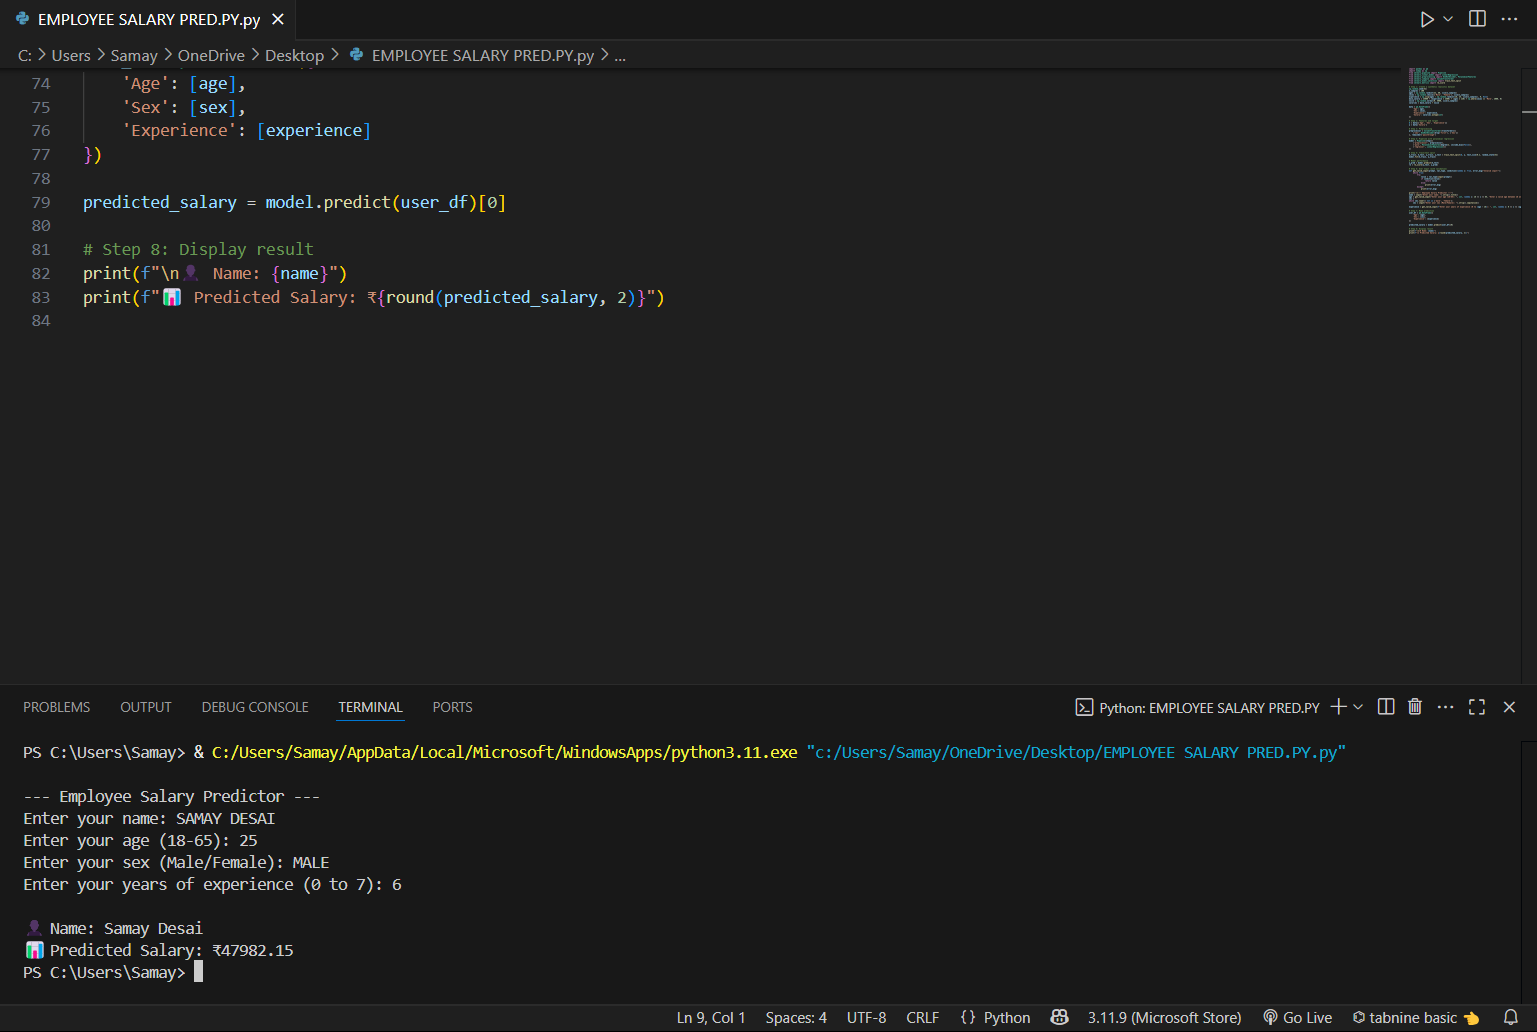 EMPLOYEE SALARY PRED.PY.py
C: > Users > Samay > OneDrive > Desktop > EMPLOYEE SALARY PRED.PY.py > ...
74 'Age': [age],
75 'Sex': [sex],
76 'Experience': [experience]
77 })
78
79 predicted_salary = model.predict(user_df)[0]
80
81 # Step 8: Display result
82 print(f"\n👤 Name: {name}")
83 print(f"📊 Predicted Salary: ₹{round(predicted_salary, 2)}")
84
PROBLEMS OUTPUT DEBUG CONSOLE TERMINAL PORTS Python: EMPLOYEE SALARY PRED.PY
PS C:\Users\Samay> & C:/Users/Samay/AppData/Local/Microsoft/WindowsApps/python3.11.exe "c:/Users/Samay/OneDrive/Desktop/EMPLOYEE SALARY PRED.PY.py"
--- Employee Salary Predictor ---
Enter your name: SAMAY DESAI
Enter your age (18-65): 25
Enter your sex (Male/Female): MALE
Enter your years of experience (0 to 7): 6
👤 Name: Samay Desai
📊 Predicted Salary: ₹47982.15
PS C:\Users\Samay>
Ln 9, Col 1 Spaces: 4 UTF-8 CRLF {} Python 3.11.9 (Microsoft Store) Go Live tabnine basic 👈